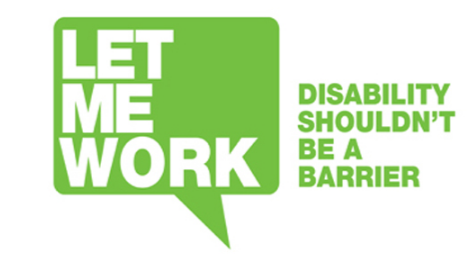 LET
ME
WORK
DISABILITY
SHOULDN'T
BE A
BARRIER